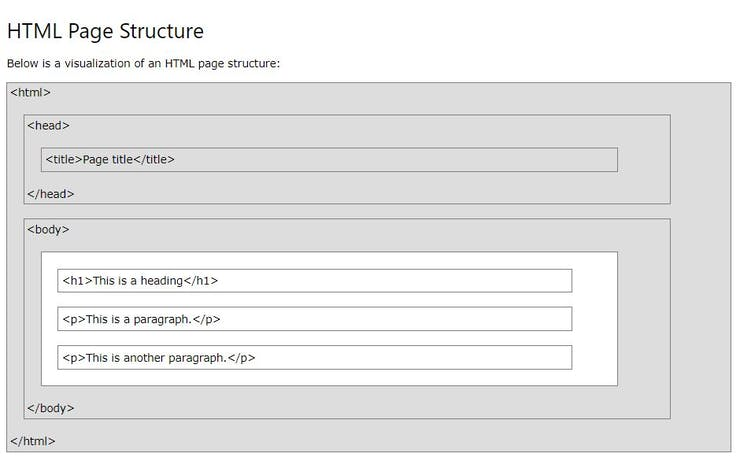 HTML Page Structure
Below is a visualization of an HTML page structure:
<html>
<head>
<title>Page title</title>
</head>
<body>
<h1>This is a heading</h1>
<p>This is a paragraph.</p>
<p>This is another paragraph.</p>
</body>
</html>